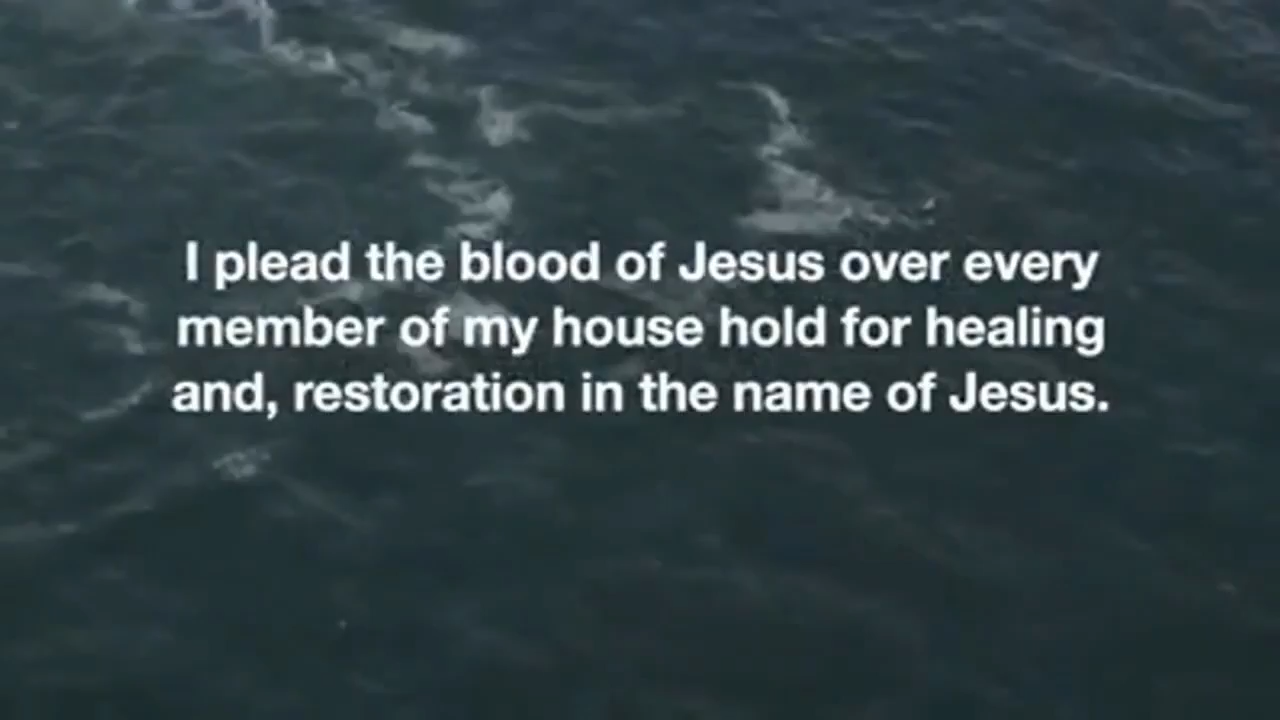 I plead the blood of Jesus over every
member of my house hold for healing
and, restoration in the name of Jesus.